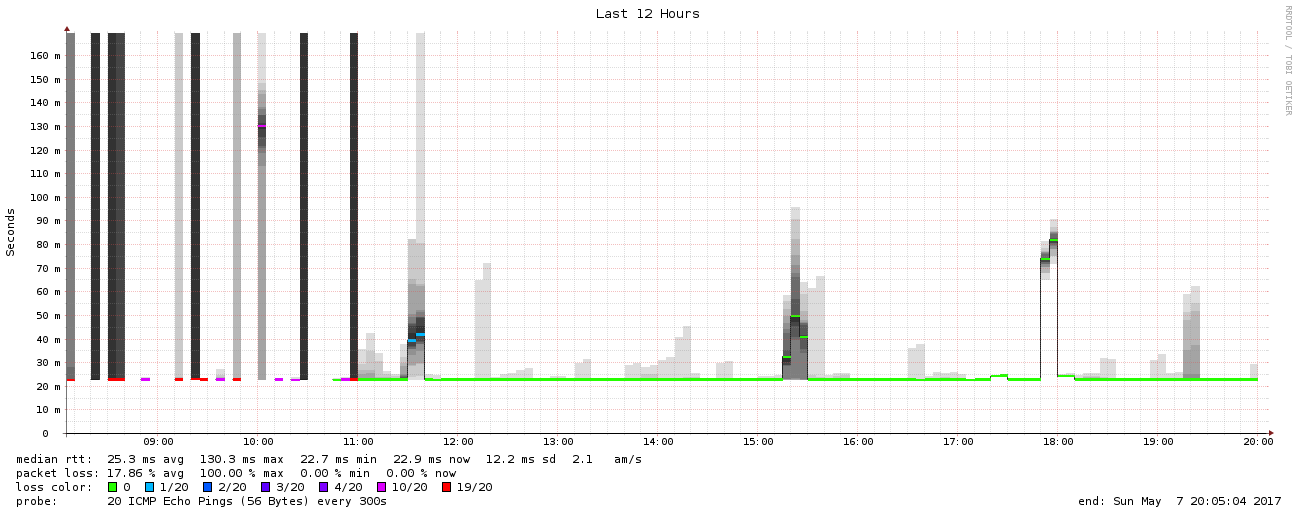 Last 12 Hours
RRDTOOL / TOBI OETIKER
Seconds
160 m
150 m
140 m
130 m
120 m
110 m
100 m
90 m
80 m
70 m
60 m
50 m
40 m
30 m
20 m
10 m
0
09:00 10:00 11:00 12:00 13:00 14:00 15:00 16:00 17:00 18:00 19:00 20:00
median rtt: 25.3 ms avg 130.3 ms max 22.7 ms min 22.9 ms now 12.2 ms sd 2.1 am/s
packet loss: 17.86 % avg 100.00 % max 0.00 % min 0.00 % now
loss color: 0 1/20 2/20 3/20 4/20 10/20 19/20
probe: 20 ICMP Echo Pings (56 Bytes) every 300s end: Sun May 7 20:05:04 2017